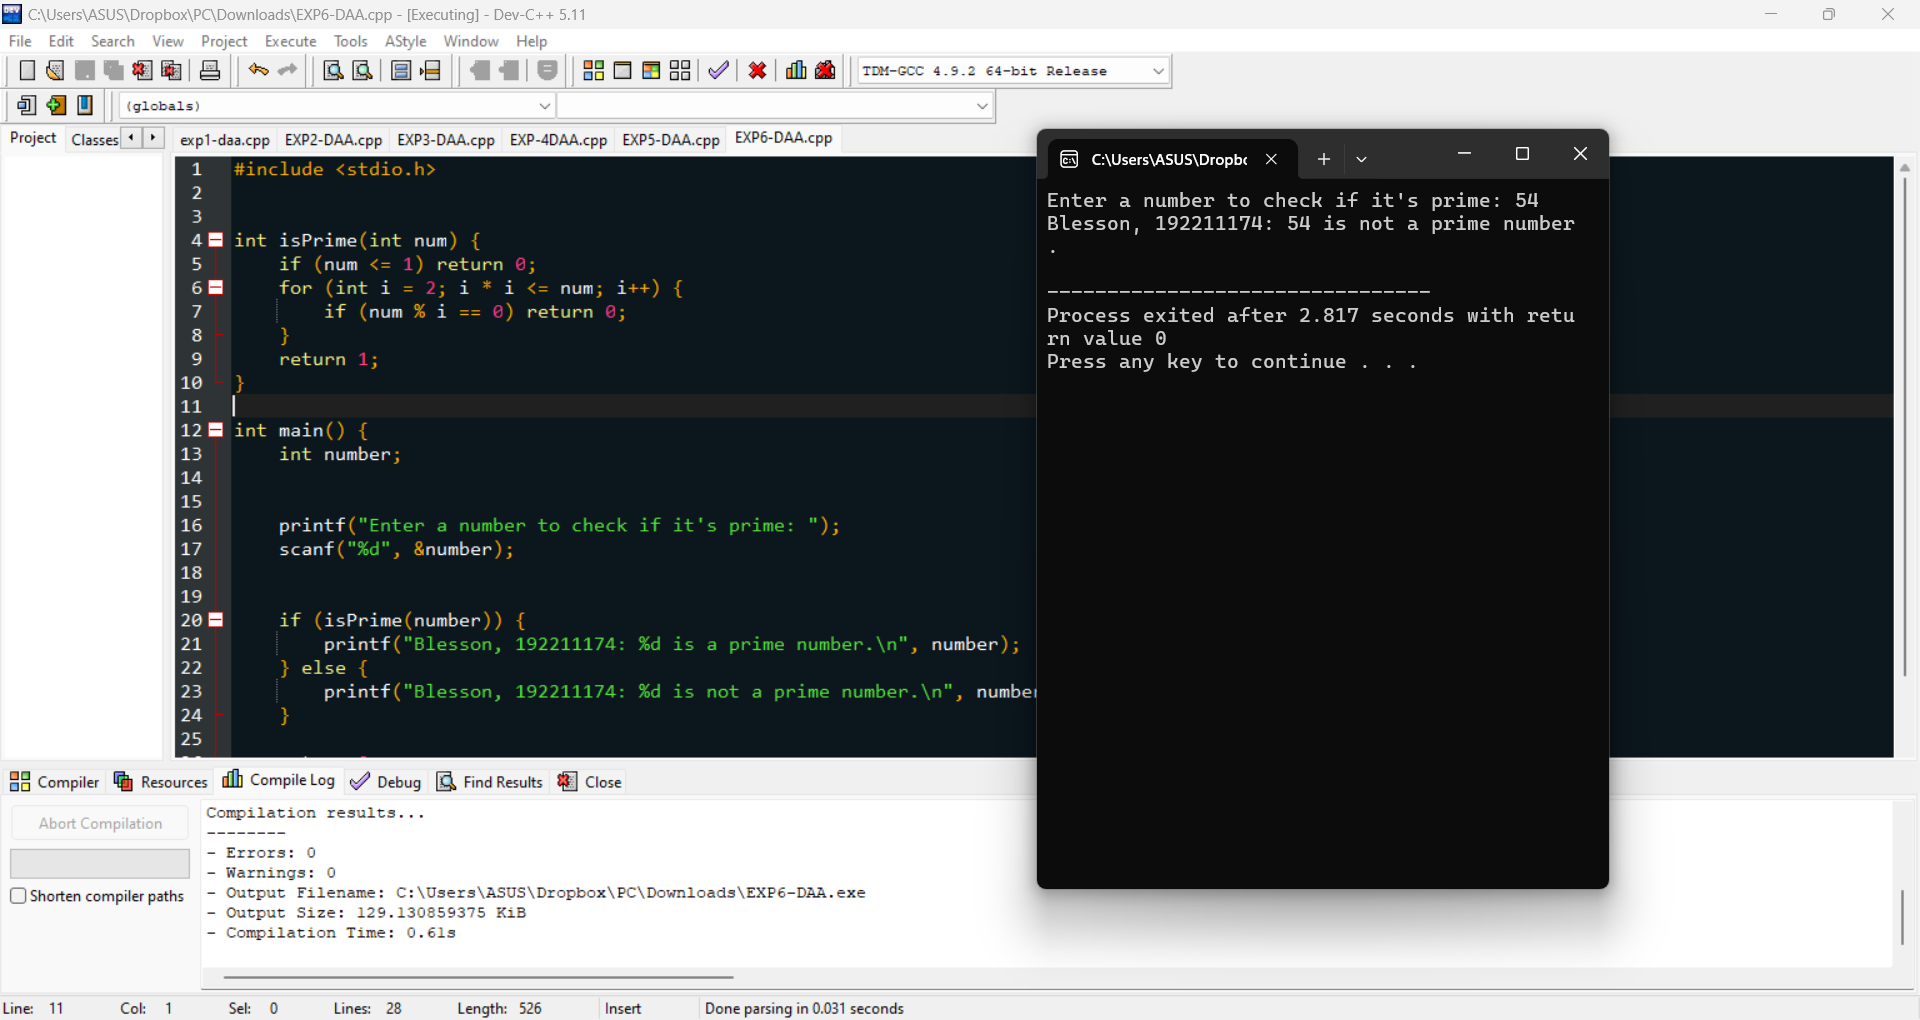 C:\Users\ASUS\Dropbox\PC\Downloads\EXP6-DAA.cpp - [Executing] - Dev-C++ 5.11
File Edit Search View Project Execute Tools AStyle Window Help
TDM-GCC 4.9.2 64-bit Release
(globals)
Project Classes
exp1-daa.cpp EXP2-DAA.cpp EXP3-DAA.cpp EXP-4DAA.cpp EXP5-DAA.cpp EXP6-DAA.cpp
1 #include <stdio.h>
2
3
4 int isPrime(int num) {
5 if (num <= 1) return 0;
6 for (int i = 2; i * i <= num; i++) {
7 if (num % i == 0) return 0;
8 }
9 return 1;
10 }
11
12 int main() {
13 int number;
14
15
16 printf("Enter a number to check if it's prime: ");
17 scanf("%d", &number);
18
19
20 if (isPrime(number)) {
21 printf("Blesson, 192211174: %d is a prime number.\n", number);
22 } else {
23 printf("Blesson, 192211174: %d is not a prime number.\n", number
24 }
25
C:\Users\ASUS\Dropbo
Enter a number to check if it's prime: 54
Blesson, 192211174: 54 is not a prime number
.
--------------------------------
Process exited after 2.817 seconds with retu
rn value 0
Press any key to continue . . .
Compiler Resources Compile Log Debug Find Results Close
Abort Compilation
Shorten compiler paths
Compilation results...
--------
- Errors: 0
- Warnings: 0
- Output Filename: C:\Users\ASUS\Dropbox\PC\Downloads\EXP6-DAA.exe
- Output Size: 129.130859375 KiB
- Compilation Time: 0.61s
Line: 11 Col: 1 Sel: 0 Lines: 28 Length: 526 Insert Done parsing in 0.031 seconds